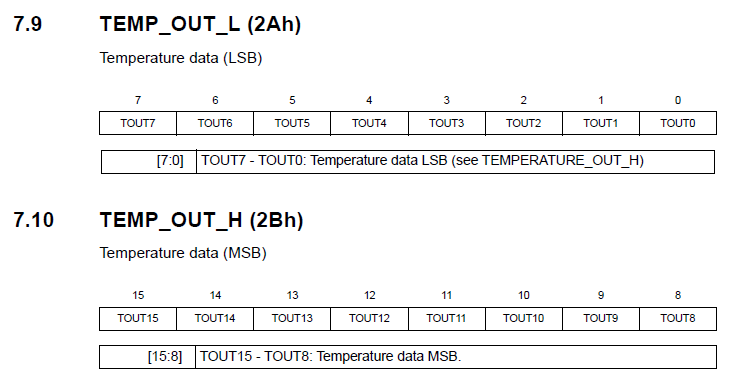 7.9 TEMP_OUT_L (2Ah)
Temperature data (LSB)
7 6 5 4 3 2 1 0
TOUT7 TOUT6 TOUT5 TOUT4 TOUT3 TOUT2 TOUT1 TOUT0
[7:0] TOUT7 - TOUT0: Temperature data LSB (see TEMPERATURE_OUT_H)
7.10 TEMP_OUT_H (2Bh)
Temperature data (MSB)
15 14 13 12 11 10 9 8
TOUT15 TOUT14 TOUT13 TOUT12 TOUT11 TOUT10 TOUT9 TOUT8
[15:8] TOUT15 - TOUT8: Temperature data MSB.